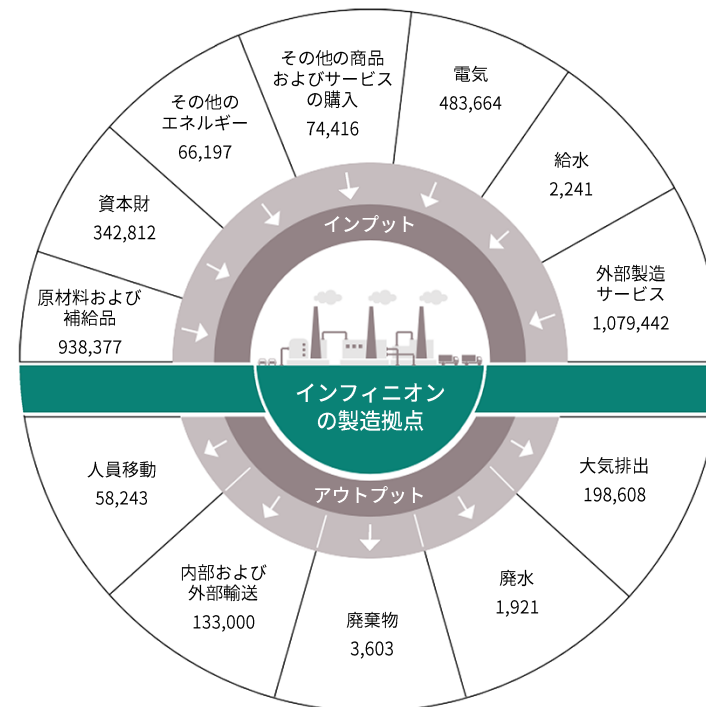 その他の商品
およびサービス
の購入
74,416
電気
483,664
その他の
エネルギー
66,197
給水
2,241
資本財
342,812
インプット
外部製造
サービス
1,079,442
原材料および
補給品
938,377
インフィニオン
の製造拠点
人員移動
58,243
アウトプット
大気排出
198,608
内部および
外部輸送
133,000
廃水
1,921
廃棄物
3,603